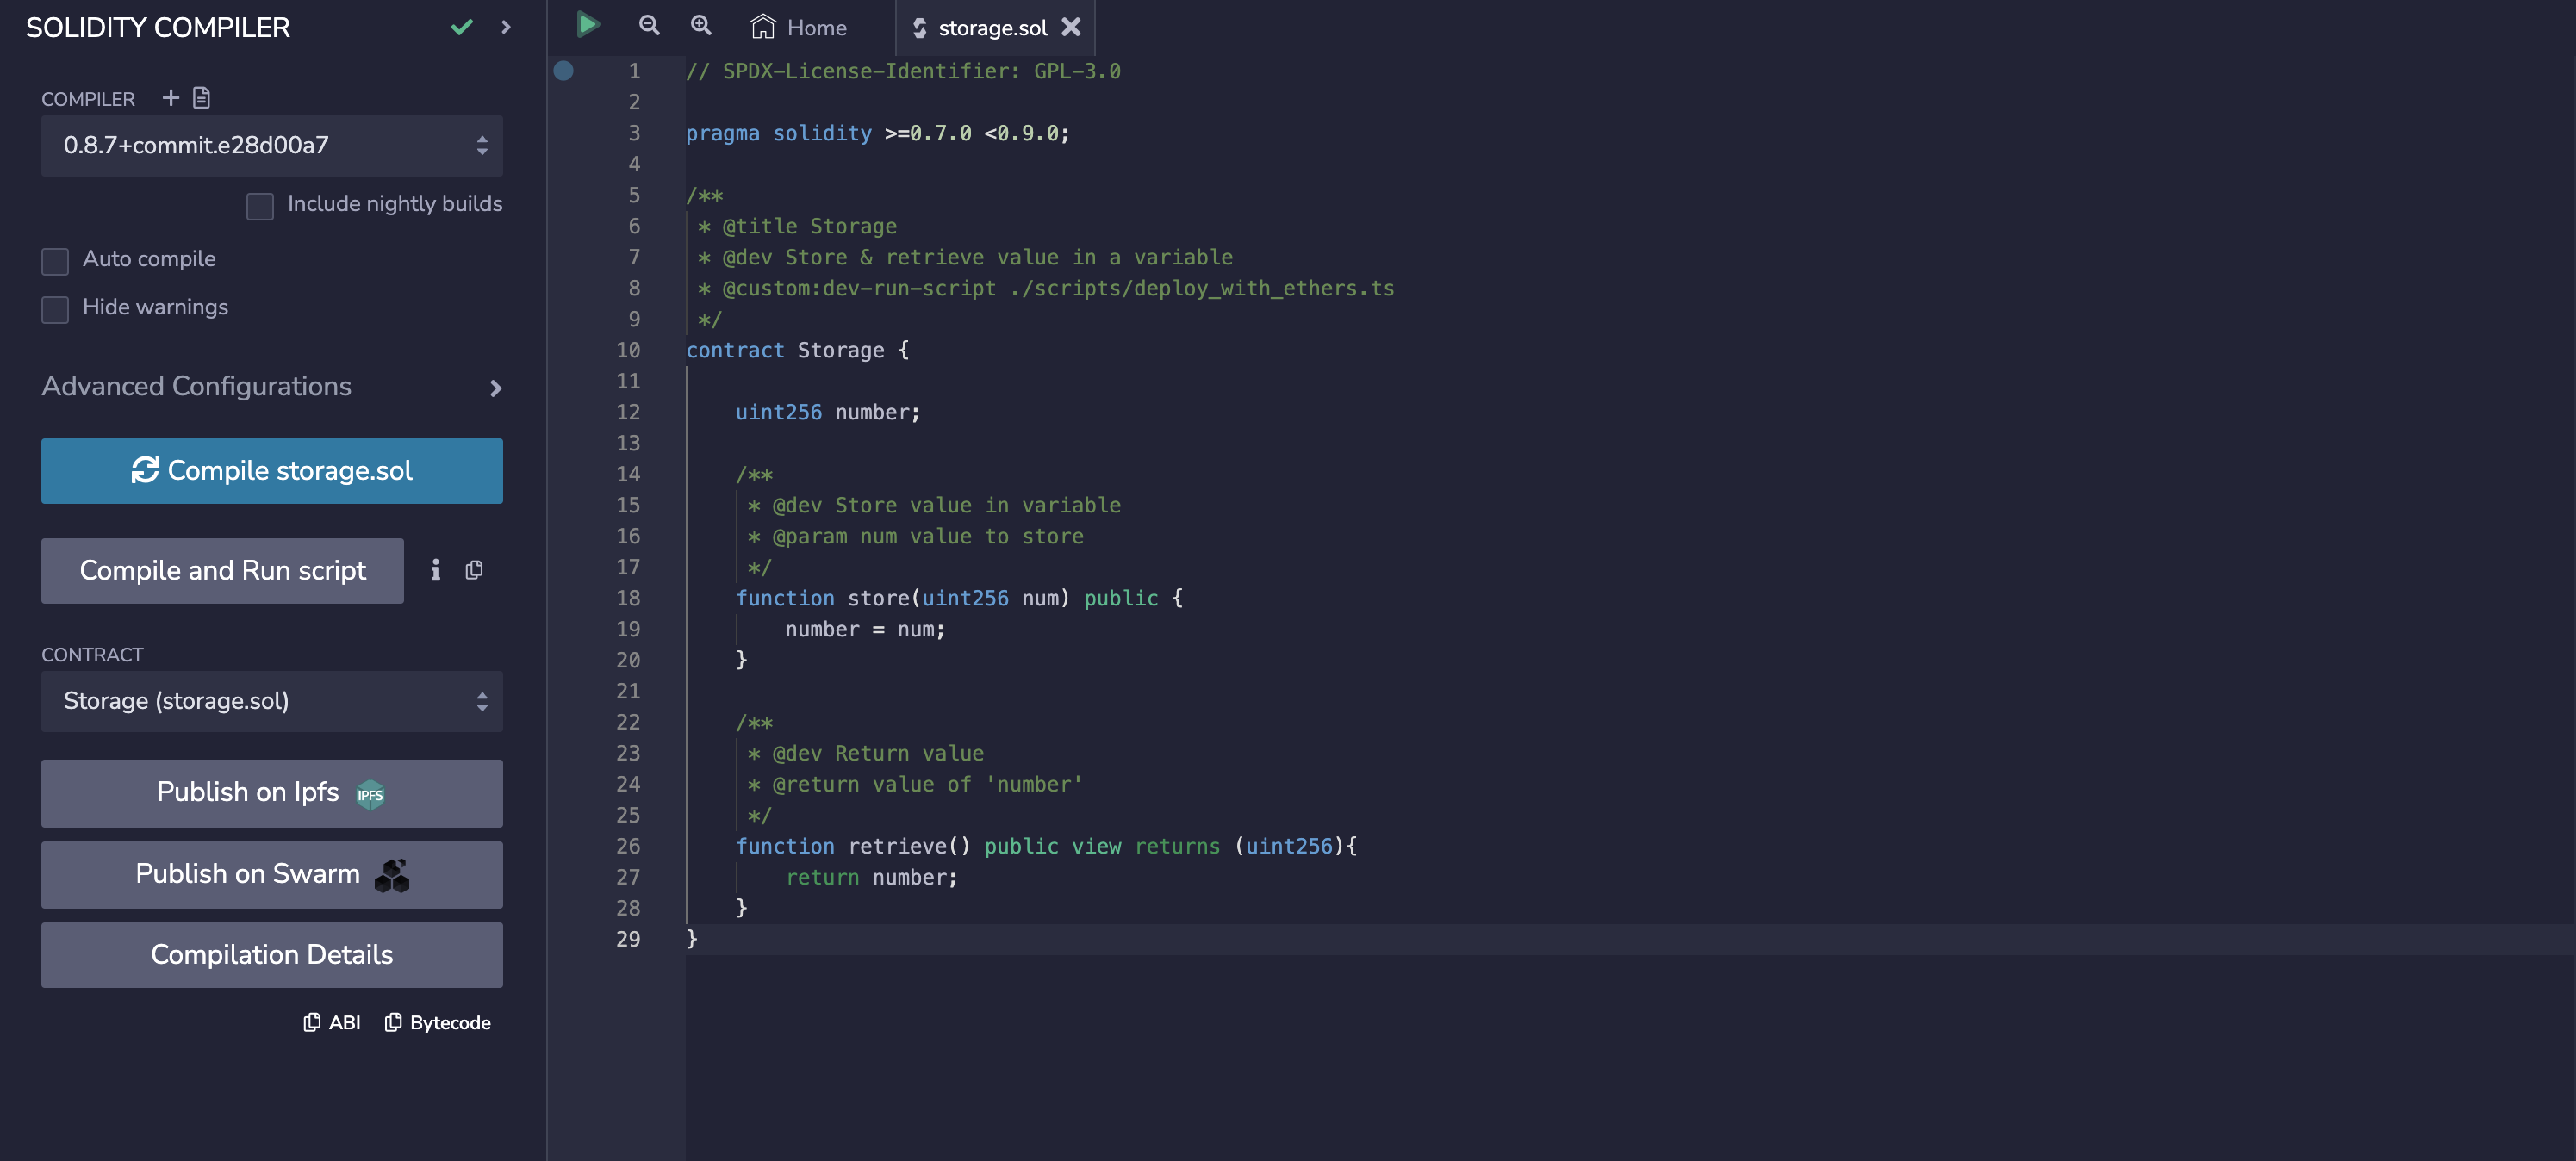 SOLIDITY COMPILER
COMPILER
0.8.7+commit.e28d00a7
Include nightly builds
Auto compile
Hide warnings
Advanced Configurations
Compile storage.sol
Compile and Run script
CONTRACT
Storage (storage.sol)
Publish on Ipfs IPFS
Publish on Swarm
Compilation Details
ABI Bytecode
Home storage.sol
1 // SPDX-License-Identifier: GPL-3.0
2
3 pragma solidity >=0.7.0 <0.9.0;
4
5 /**
6 * @title Storage
7 * @dev Store & retrieve value in a variable
8 * @custom:dev-run-script ./scripts/deploy_with_ethers.ts
9 */
10 contract Storage {
11
12 uint256 number;
13
14 /**
15 * @dev Store value in variable
16 * @param num value to store
17 */
18 function store(uint256 num) public {
19 number = num;
20 }
21
22 /**
23 * @dev Return value
24 * @return value of 'number'
25 */
26 function retrieve() public view returns (uint256){
27 return number;
28 }
29 }